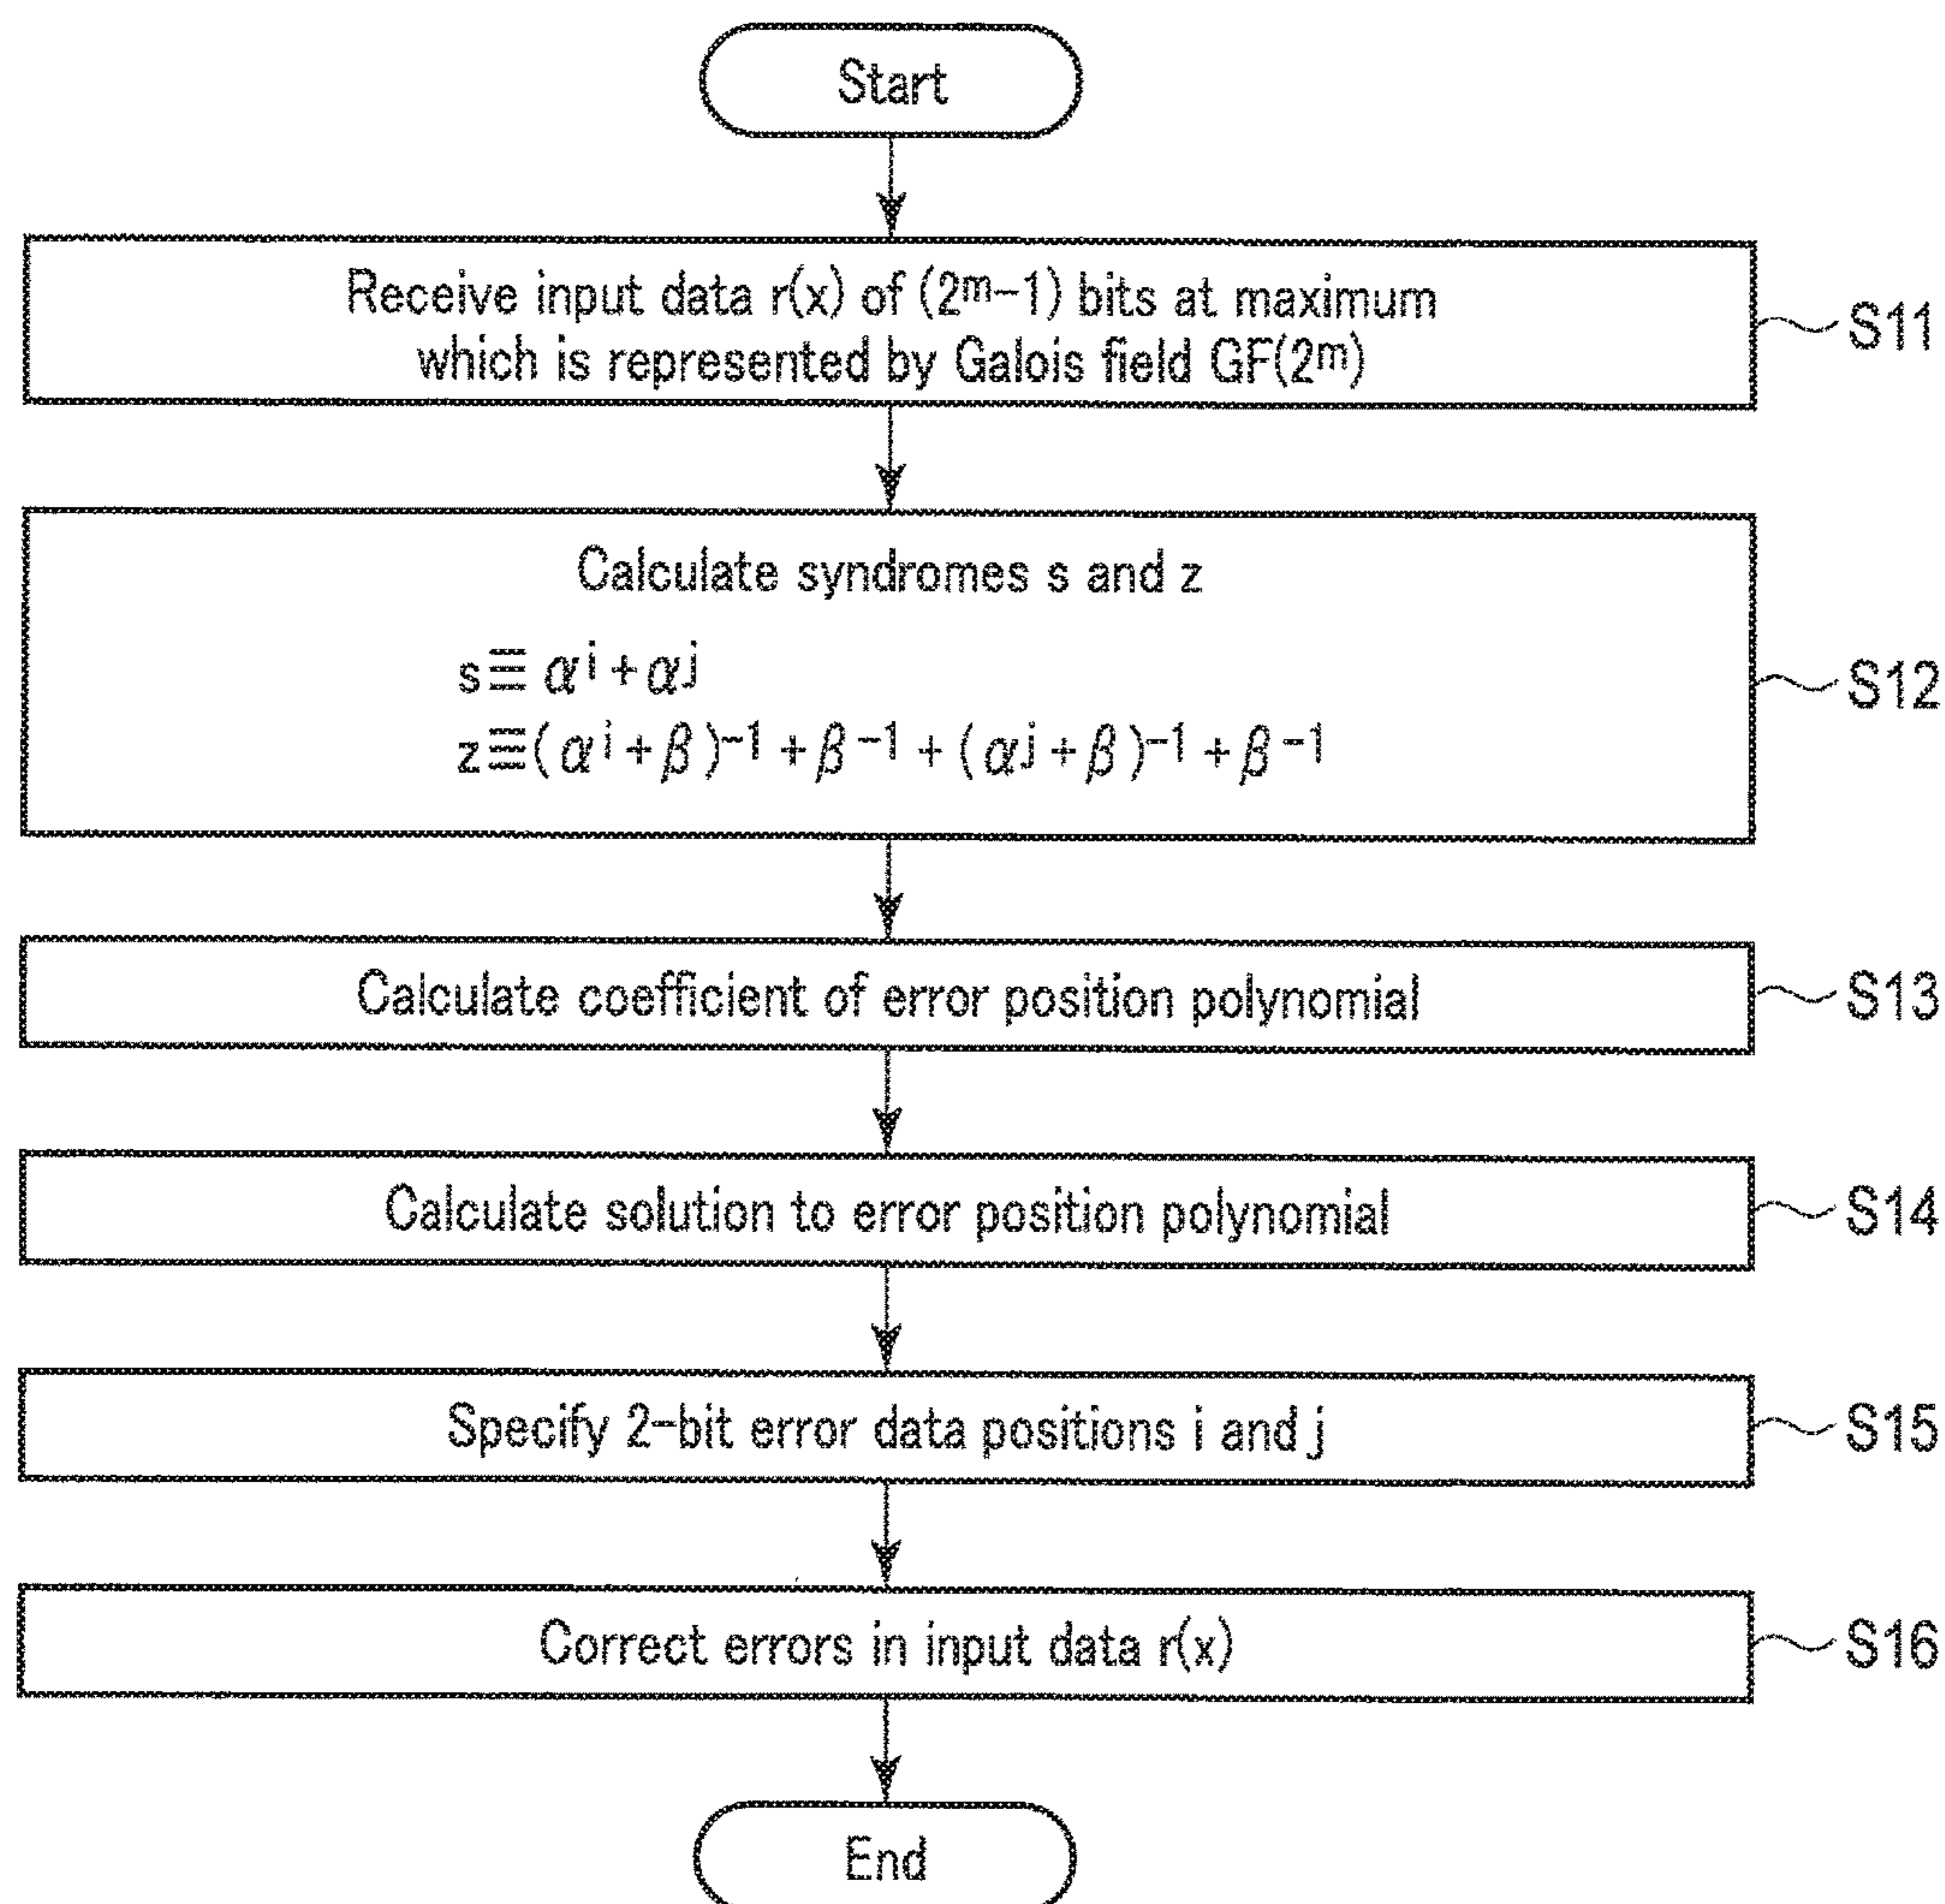 Start
Receive input data r(x) of (2ᵐ−1) bits at maximum
which is represented by Galois field GF(2ᵐ)
S11
Calculate syndromes s and z
s≡αⁱ+αʲ
z≡(αⁱ+β)⁻¹+β⁻¹+(αʲ+β)⁻¹+β⁻¹
S12
Calculate coefficient of error position polynomial
S13
Calculate solution to error position polynomial
S14
Specify 2-bit error data positions i and j
S15
Correct errors in input data r(x)
S16
End